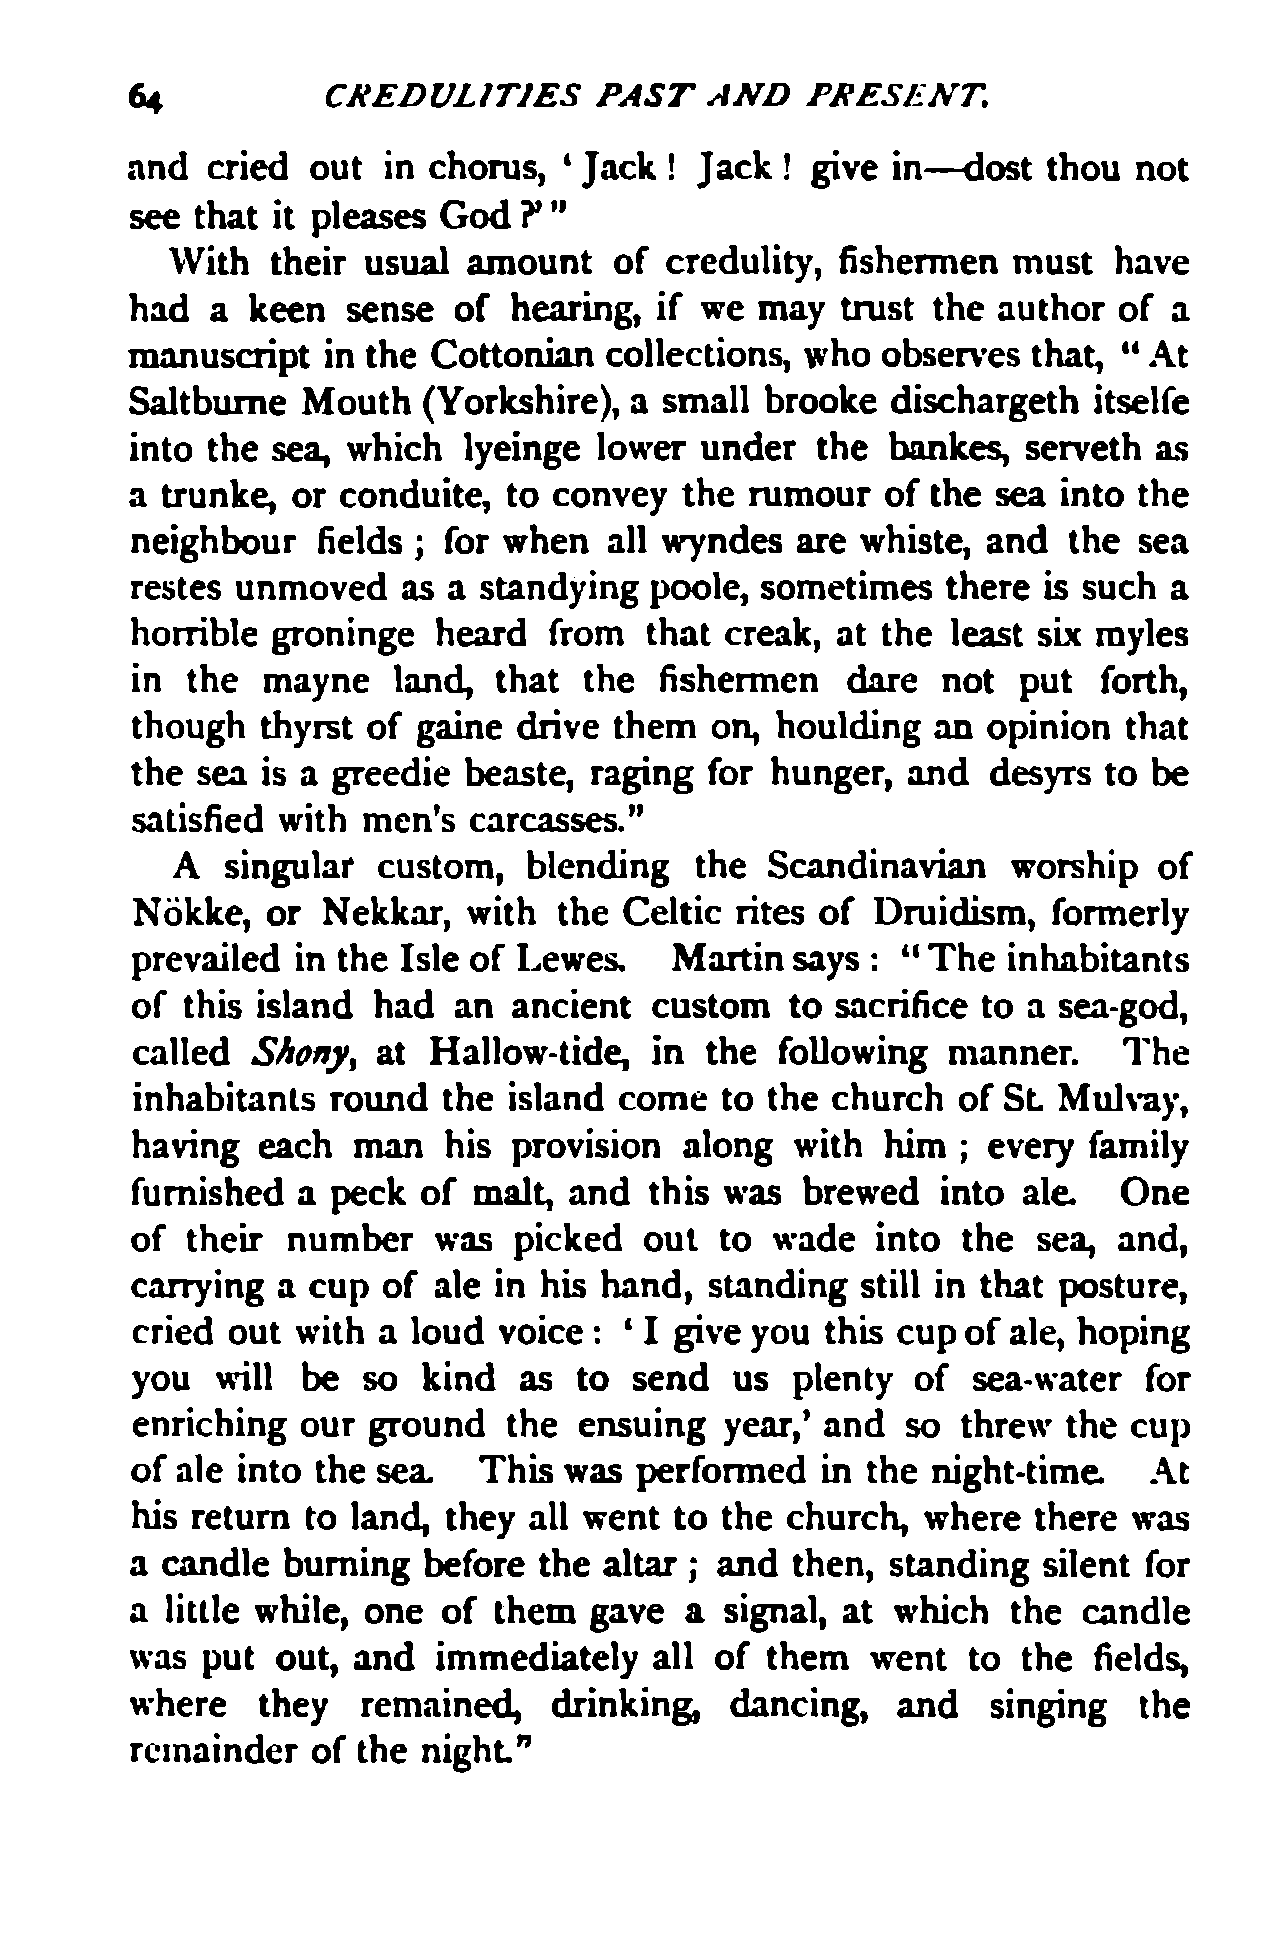 64 CREDULITIES PAST AND PRESENT.
and cried out in chorus, ‘Jack! Jack! give in—dost thou not
see that it pleases God?’”
With their usual amount of credulity, fishermen must have
had a keen sense of hearing, if we may trust the author of a
manuscript in the Cottonian collections, who observes that, “At
Saltburne Mouth (Yorkshire), a small brooke dischargeth itselfe
into the sea, which lyeinge lower under the bankes, serveth as
a trunke, or conduite, to convey the rumour of the sea into the
neighbour fields; for when all wyndes are whiste, and the sea
restes unmoved as a standying poole, sometimes there is such a
horrible groninge heard from that creak, at the least six myles
in the mayne land, that the fishermen dare not put forth,
though thyrst of gaine drive them on, houlding an opinion that
the sea is a greedie beaste, raging for hunger, and desyrs to be
satisfied with men's carcasses.”
A singular custom, blending the Scandinavian worship of
Nökke, or Nekkar, with the Celtic rites of Druidism, formerly
prevailed in the Isle of Lewes. Martin says: “The inhabitants
of this island had an ancient custom to sacrifice to a sea-god,
called Shony, at Hallow-tide, in the following manner. The
inhabitants round the island come to the church of St. Mulvay,
having each man his provision along with him; every family
furnished a peck of malt, and this was brewed into ale. One
of their number was picked out to wade into the sea, and,
carrying a cup of ale in his hand, standing still in that posture,
cried out with a loud voice: ‘I give you this cup of ale, hoping
you will be so kind as to send us plenty of sea-water for
enriching our ground the ensuing year,’ and so threw the cup
of ale into the sea. This was performed in the night-time. At
his return to land, they all went to the church, where there was
a candle burning before the altar; and then, standing silent for
a little while, one of them gave a signal, at which the candle
was put out, and immediately all of them went to the fields,
where they remained, drinking, dancing, and singing the
remainder of the night.”